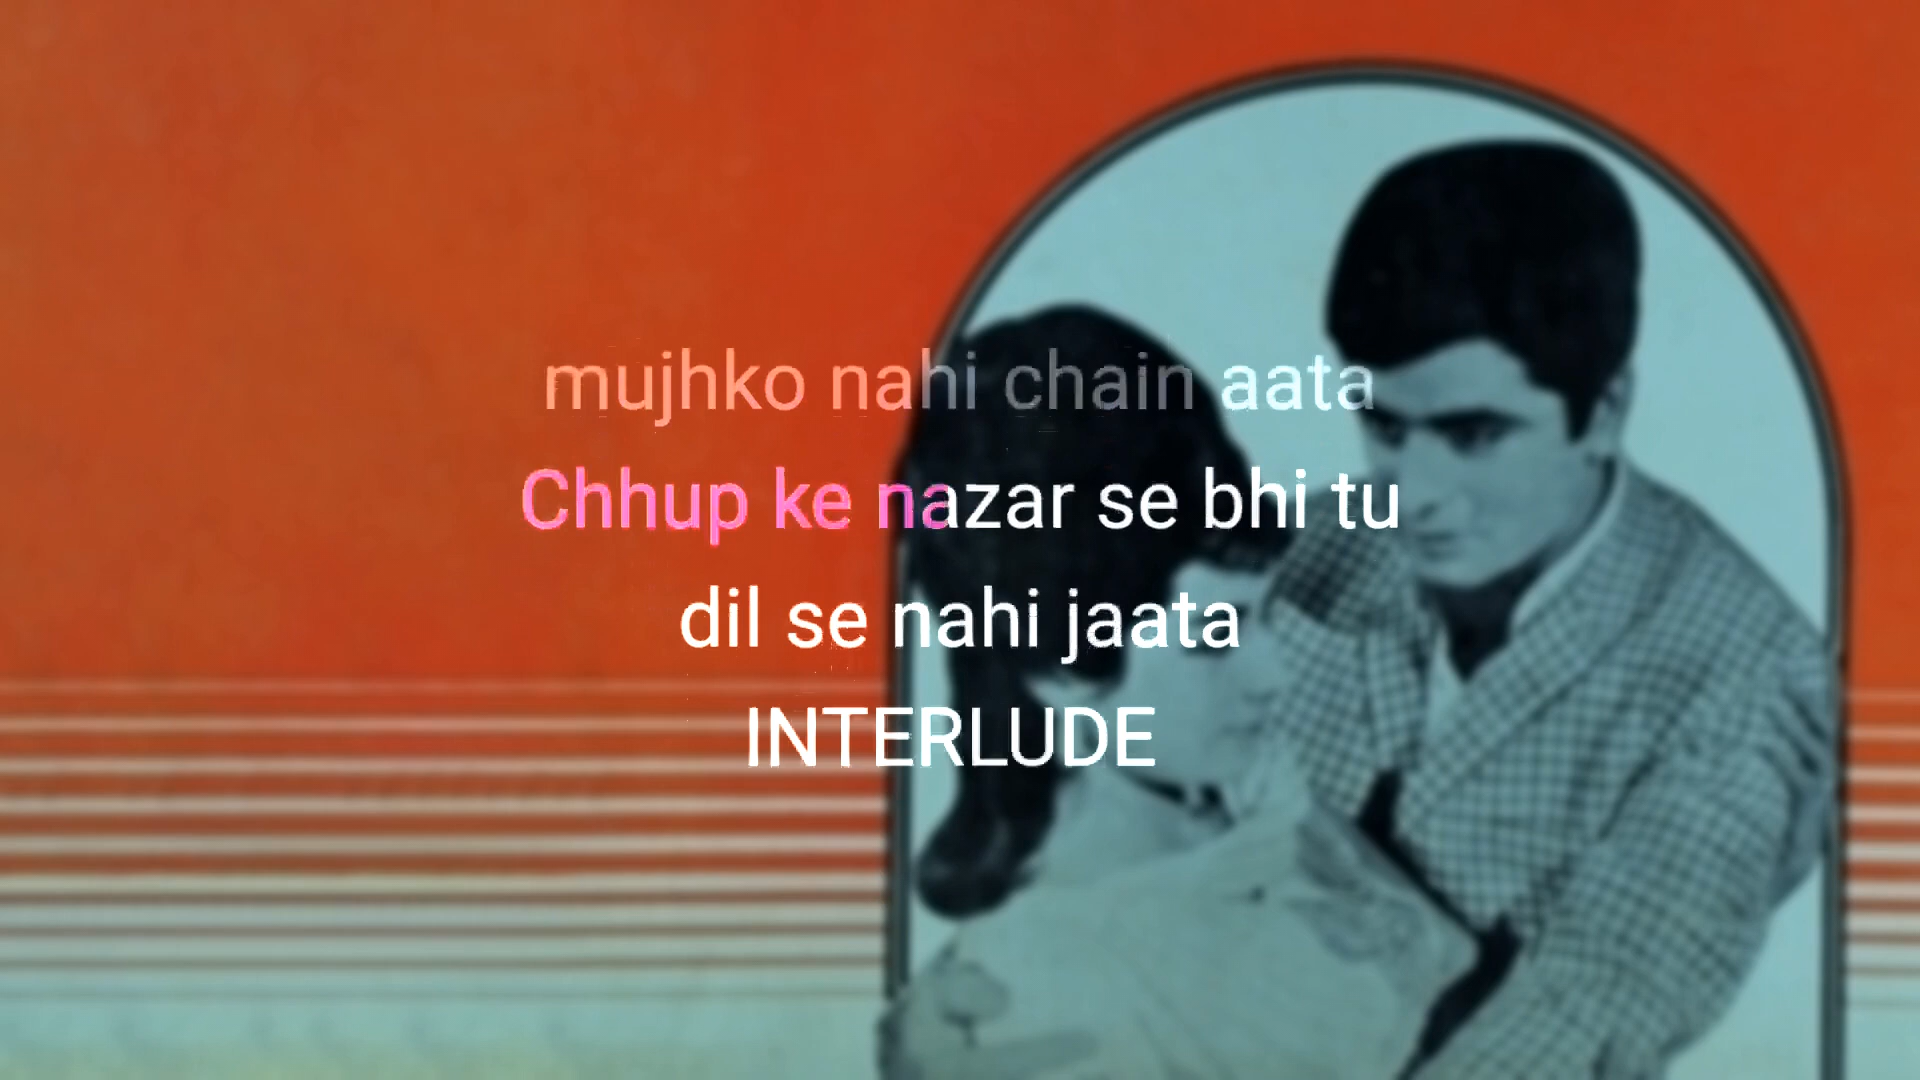 mujhko nahi chain aata
Chhup ke nazar se bhi tu
dil se nahi jaata
INTERLUDE